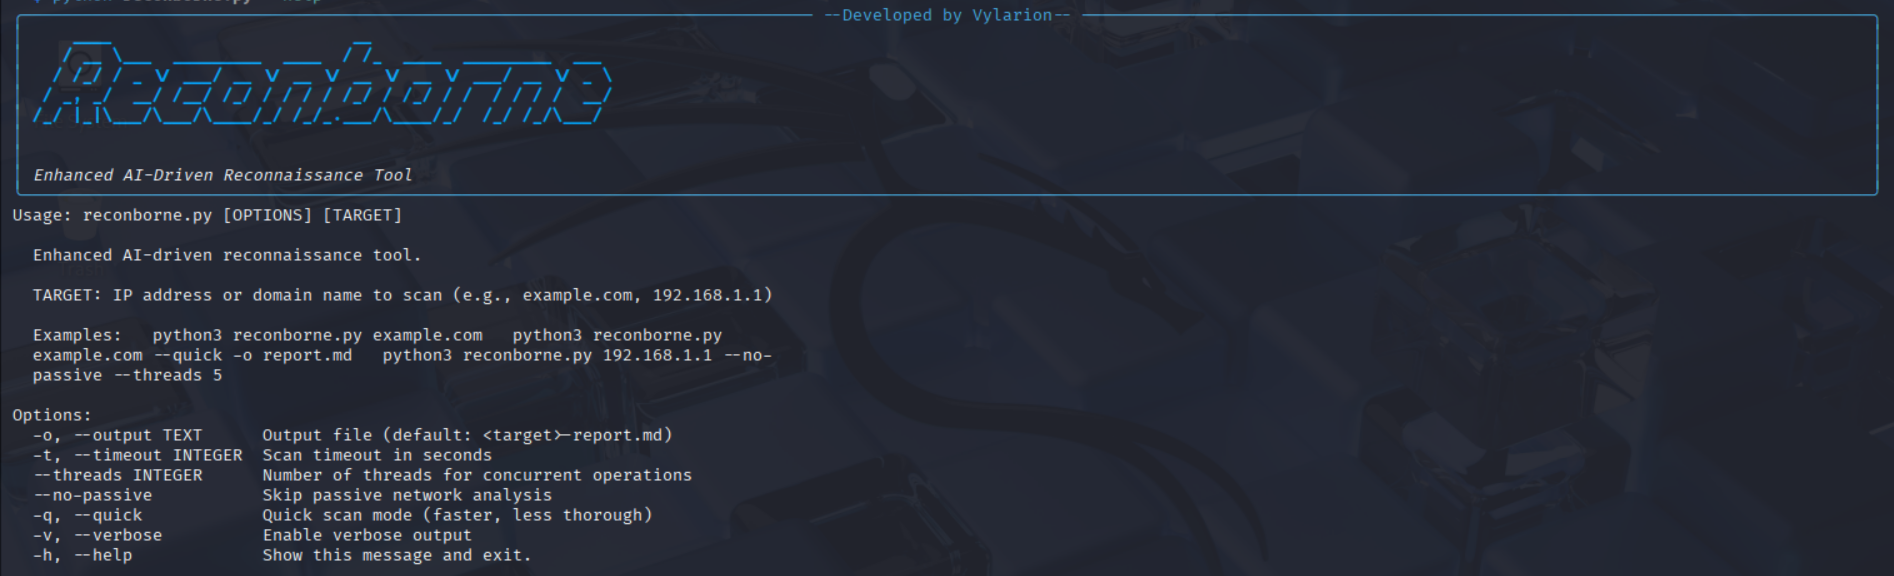 --Developed by Vylarion--
Reconborne
Enhanced AI-Driven Reconnaissance Tool
Usage: reconborne.py [OPTIONS] [TARGET]
Enhanced AI-driven reconnaissance tool.
TARGET: IP address or domain name to scan (e.g., example.com, 192.168.1.1)
Examples:   python3 reconborne.py example.com   python3 reconborne.py
example.com --quick -o report.md   python3 reconborne.py 192.168.1.1 --no-
passive --threads 5
Options:
-o, --output TEXT      Output file (default: <target>-report.md)
-t, --timeout INTEGER  Scan timeout in seconds
--threads INTEGER      Number of threads for concurrent operations
--no-passive           Skip passive network analysis
-q, --quick            Quick scan mode (faster, less thorough)
-v, --verbose          Enable verbose output
-h, --help             Show this message and exit.